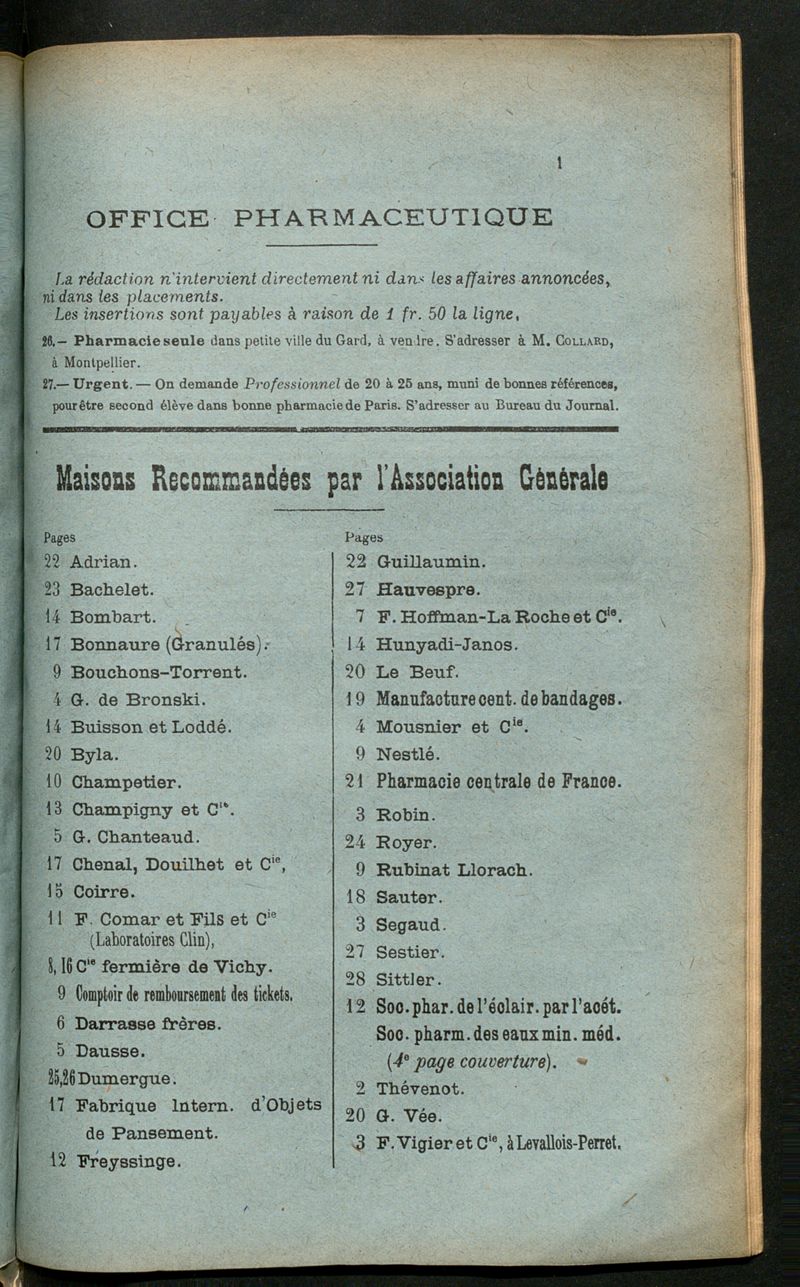 1
OFFICE PHARMACEUTIQUE
La rédaction n'intervient directement ni dans les affaires annoncées,
ni dans les placements.
Les insertions sont payables à raison de 1 fr. 50 la ligne,
26.— Pharmacie seule dans petite ville du Gard, à vendre. S'adresser à M. COLLARD,
à Montpellier.
27.— Urgent. — On demande Professionnel de 20 à 25 ans, muni de bonnes références,
pour être second élève dans bonne pharmacie de Paris. S'adresser au Bureau du Journal.
Maisons Recommandées par l'Association Générale
Pages
22 Adrian.
23 Bachelet.
14 Bombart.
17 Bonnaure (Granulés).
9 Bouchons-Torrent.
4 G. de Bronski.
14 Buisson et Loddé.
20 Byla.
10 Champetier.
13 Champigny et Cie.
5 G. Chanteaud.
17 Chenal, Douilhet et Cie,
15 Coirre.
11 F. Comar et Fils et Cie
(Laboratoires Clin),
8, 16 Cie fermière de Vichy.
9 Comptoir de remboursement des tickets.
6 Darrasse frères.
5 Dausse.
25,26 Dumergue.
17 Fabrique Intern. d'Objets
de Pansement.
12 Freyssinge.
Pages
22 Guillaumin.
27 Hauvespre.
7 F. Hoffman-La Roche et Cie.
14 Hunyadi-Janos.
20 Le Beuf.
19 Manufacture cent. de bandages.
4 Mousnier et Cie.
9 Nestlé.
21 Pharmacie centrale de France.
3 Robin.
24 Royer.
9 Rubinat Llorach.
18 Sauter.
3 Segaud.
27 Sestier.
28 Sittler.
12 Soc. phar. de l'éclair. par l'acét.
Soc. pharm. des eaux min. méd.
(4e page couverture).
2 Thévenot.
20 G. Vée.
3 F. Vigier et Cie, à Levallois-Perret.